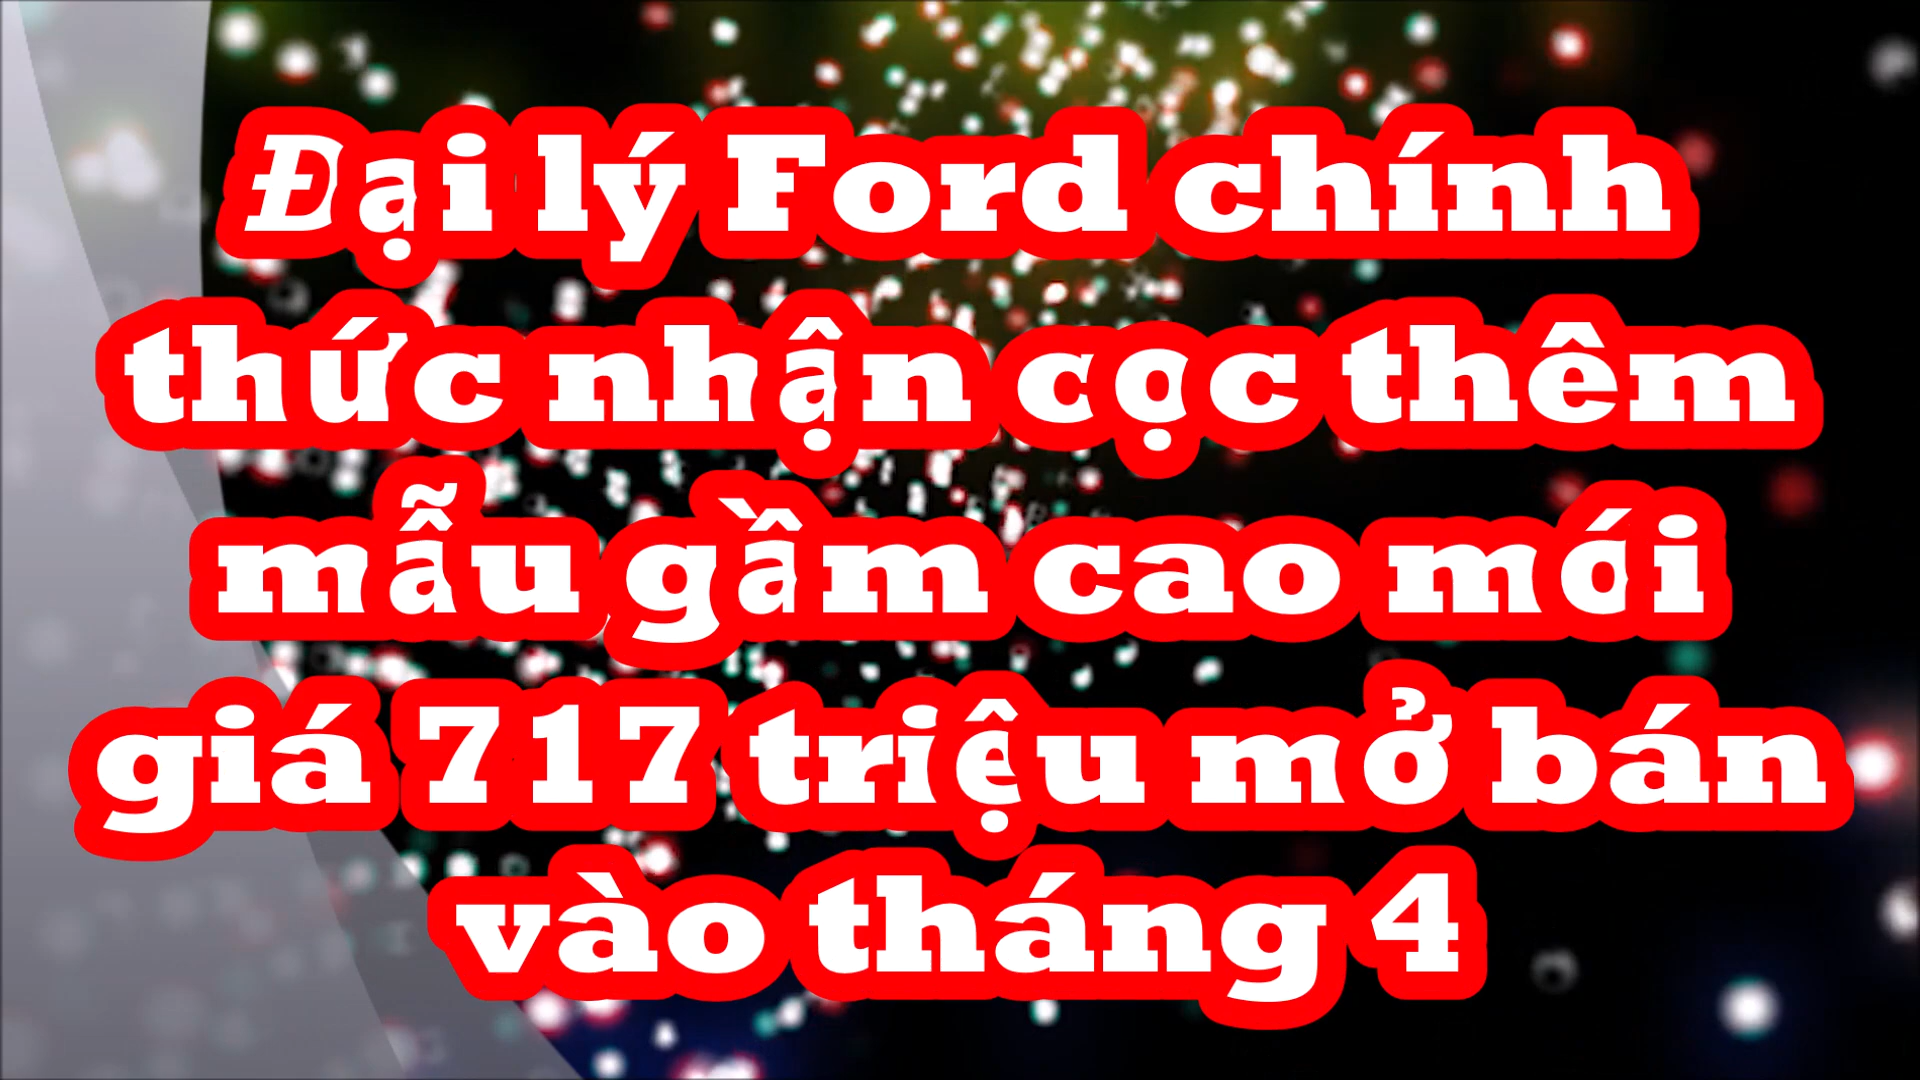 Đại lý Ford chính
thức nhận cọc thêm
mẫu gầm cao mới
giá 717 triệu mở bán
vào tháng 4